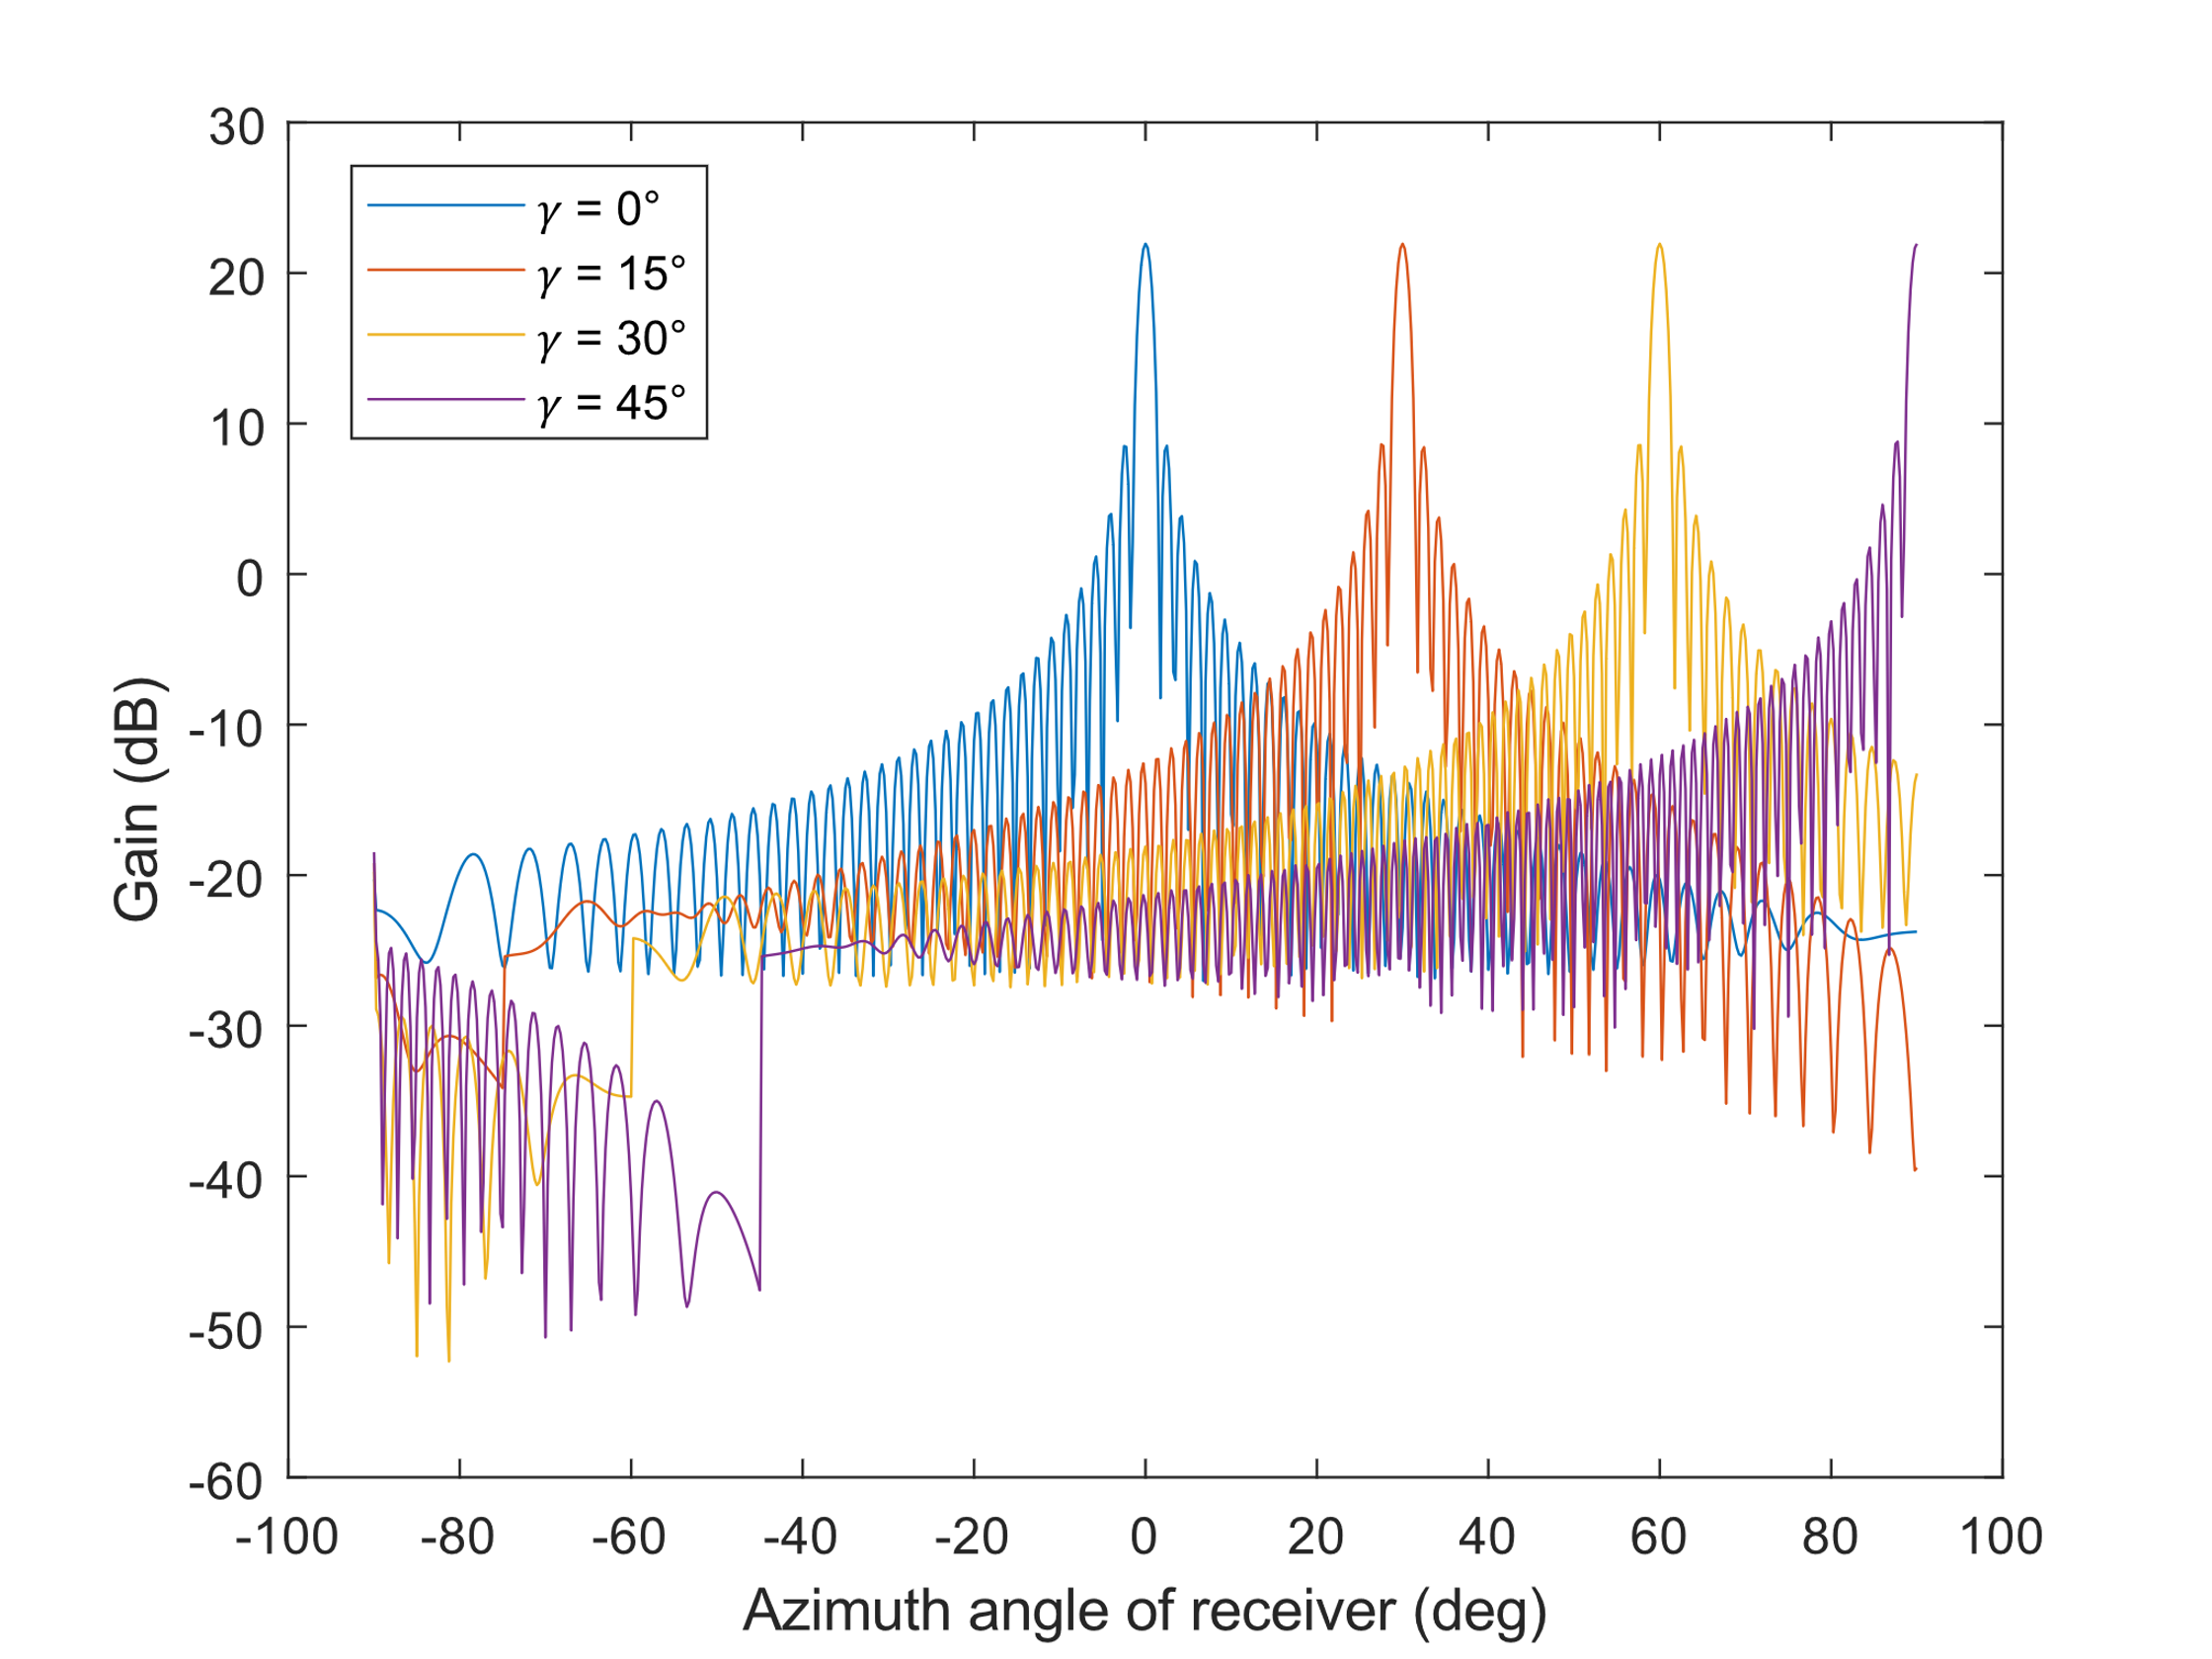 30
20
10
0
-10
-20
-30
-40
-50
-60
Gain (dB)
γ = 0°
γ = 15°
γ = 30°
γ = 45°
-100 -80 -60 -40 -20 0 20 40 60 80 100
Azimuth angle of receiver (deg)